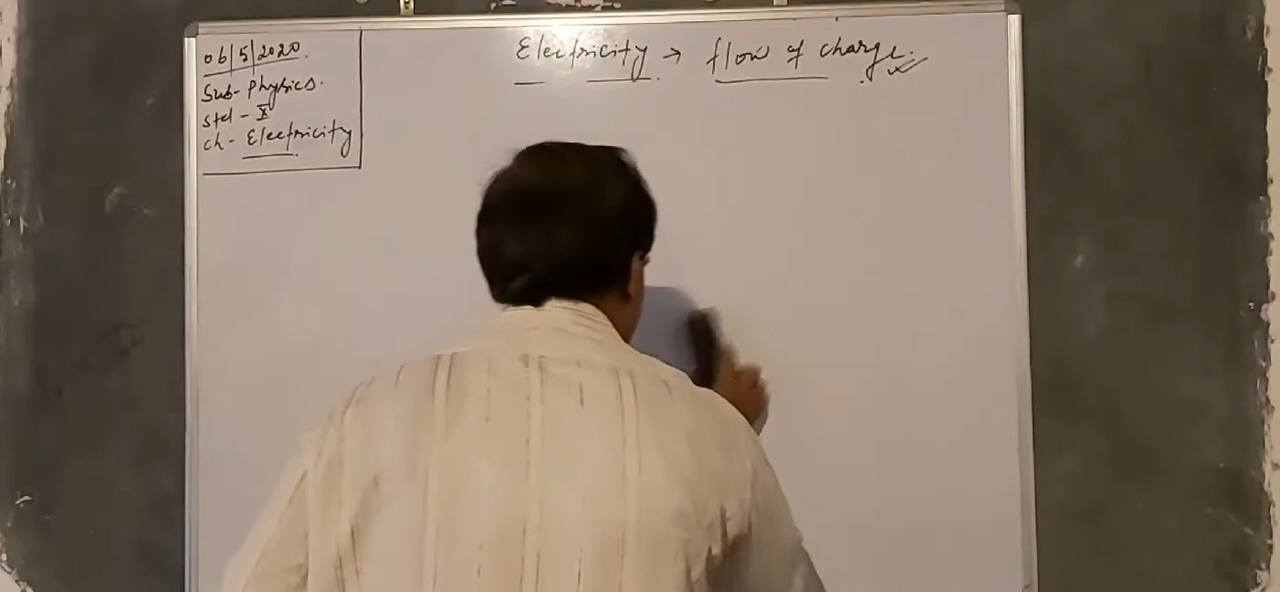 06/5/2020.
Sub- Physics.
Std - X
Ch- Electricity
Electricity → flow of charge.